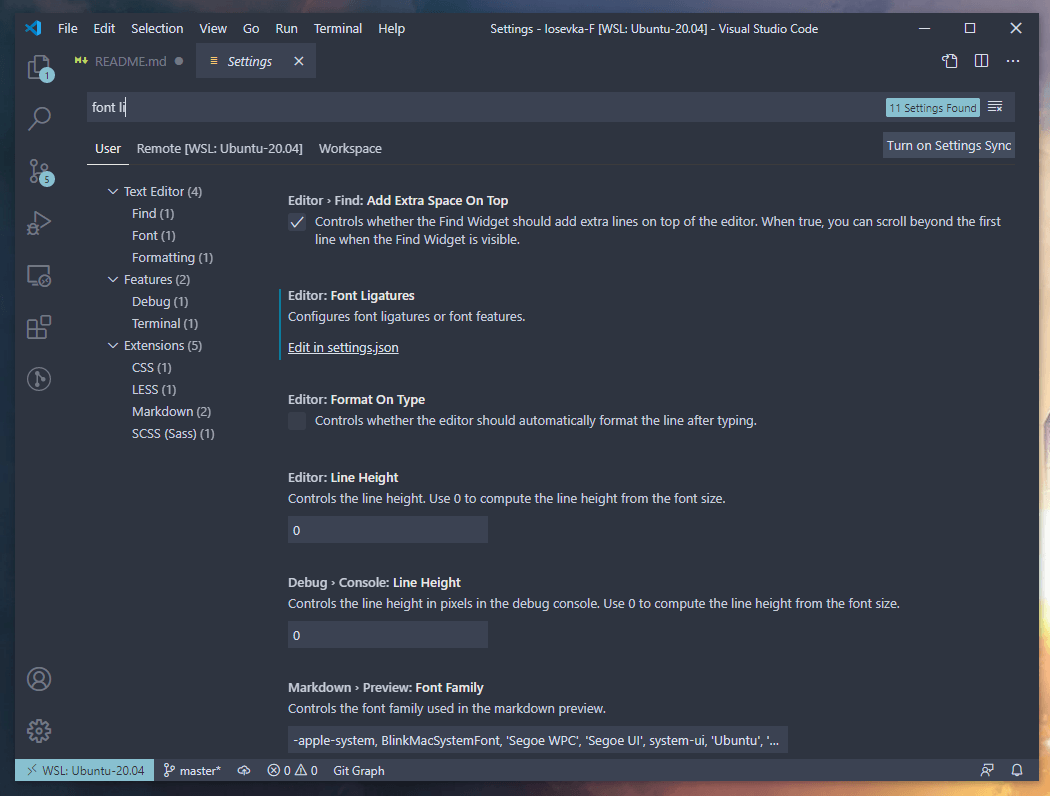 File Edit Selection View Go Run Terminal Help Settings - Iosevka-F [WSL: Ubuntu-20.04] - Visual Studio Code
README.md Settings
1
font li 11 Settings Found
User Remote [WSL: Ubuntu-20.04] Workspace Turn on Settings Sync
5
Text Editor (4)
Find (1)
Font (1)
Formatting (1)
Features (2)
Debug (1)
Terminal (1)
Extensions (5)
CSS (1)
LESS (1)
Markdown (2)
SCSS (Sass) (1)
Editor › Find: Add Extra Space On Top
Controls whether the Find Widget should add extra lines on top of the editor. When true, you can scroll beyond the first
line when the Find Widget is visible.
Editor: Font Ligatures
Configures font ligatures or font features.
Edit in settings.json
Editor: Format On Type
Controls whether the editor should automatically format the line after typing.
Editor: Line Height
Controls the line height. Use 0 to compute the line height from the font size.
0
Debug › Console: Line Height
Controls the line height in pixels in the debug console. Use 0 to compute the line height from the font size.
0
Markdown › Preview: Font Family
Controls the font family used in the markdown preview.
-apple-system, BlinkMacSystemFont, 'Segoe WPC', 'Segoe UI', system-ui, 'Ubuntu', '...
WSL: Ubuntu-20.04 master* 0 0 Git Graph